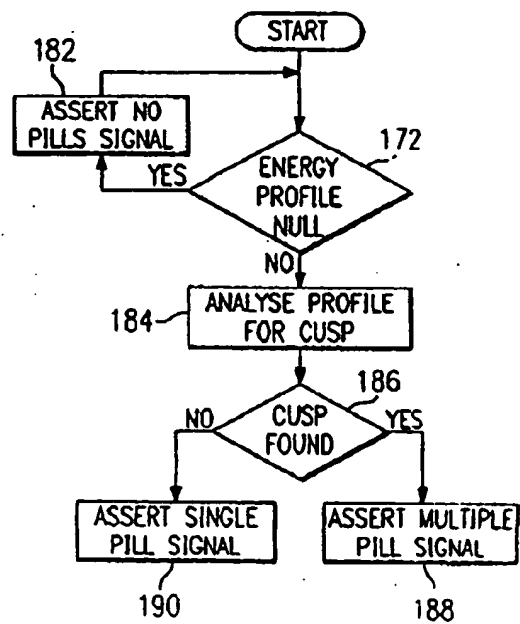 START
182
ASSERT NO
PILLS SIGNAL
172
ENERGY
PROFILE
NULL
YES
NO
184
ANALYSE PROFILE
FOR CUSP
186
CUSP
FOUND
NO
YES
ASSERT SINGLE
PILL SIGNAL
190
ASSERT MULTIPLE
PILL SIGNAL
188